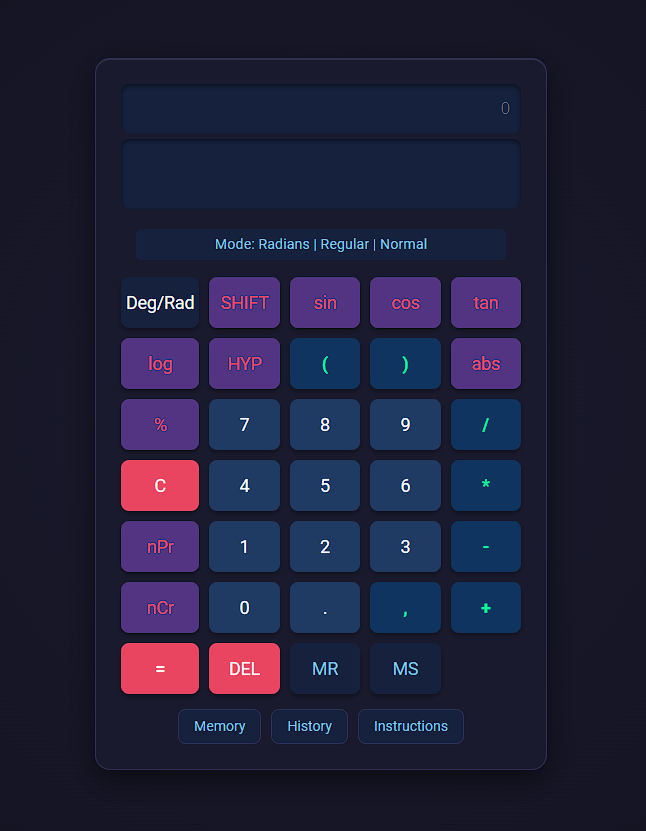 0
Mode: Radians | Regular | Normal
Deg/Rad SHIFT sin cos tan
log HYP ( ) abs
% 7 8 9 /
C 4 5 6 *
nPr 1 2 3 -
nCr 0 . , +
= DEL MR MS
Memory History Instructions